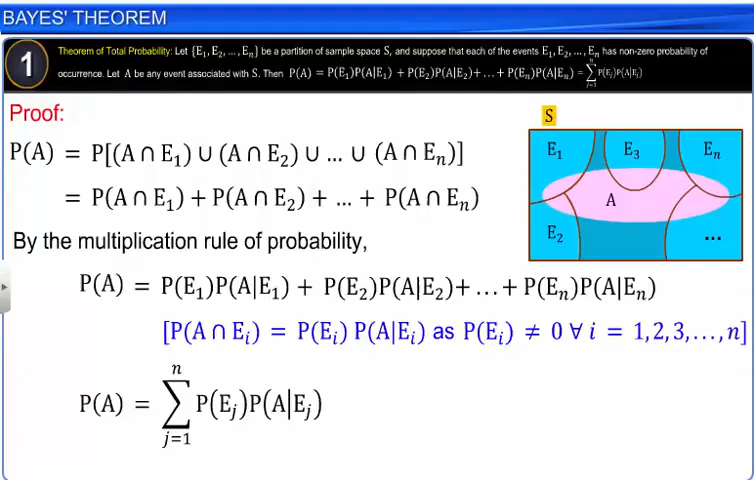 BAYES' THEOREM
1
Theorem of Total Probability: Let {E₁, E₂, ..., Eₙ} be a partition of sample space S, and suppose that each of the events E₁, E₂, ..., Eₙ has non-zero probability of
occurrence. Let A be any event associated with S. Then P(A) = P(E₁)P(A|E₁) + P(E₂)P(A|E₂)+...+ P(Eₙ)P(A|Eₙ) = ∑ⁿⱼ₌₁ P(Eⱼ)P(A|Eⱼ)
Proof:
P(A) = P[(A ∩ E₁) ∪ (A ∩ E₂) ∪ ... ∪ (A ∩ Eₙ)]
= P(A ∩ E₁) + P(A ∩ E₂) + ... + P(A ∩ Eₙ)
By the multiplication rule of probability,
P(A) = P(E₁)P(A|E₁) + P(E₂)P(A|E₂)+...+ P(Eₙ)P(A|Eₙ)
[P(A ∩ Eᵢ) = P(Eᵢ) P(A|Eᵢ) as P(Eᵢ) ≠ 0 ∀ i = 1,2,3,...,n]
P(A) = ∑ⁿⱼ₌₁ P(Eⱼ)P(A|Eⱼ)
S
E₁ E₃ Eₙ
A
E₂ ...